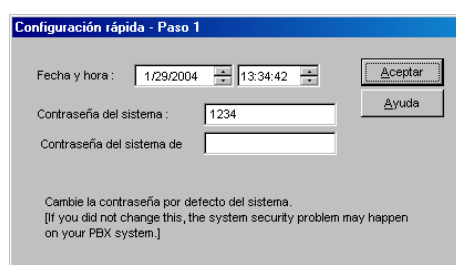 Configuración rápida - Paso 1
Fecha y hora : 1/29/2004 13:34:42 Aceptar
Ayuda
Contraseña del sistema : 1234
Contraseña del sistema de
Cambie la contraseña por defecto del sistema.
[If you did not change this, the system security problem may happen
on your PBX system.]